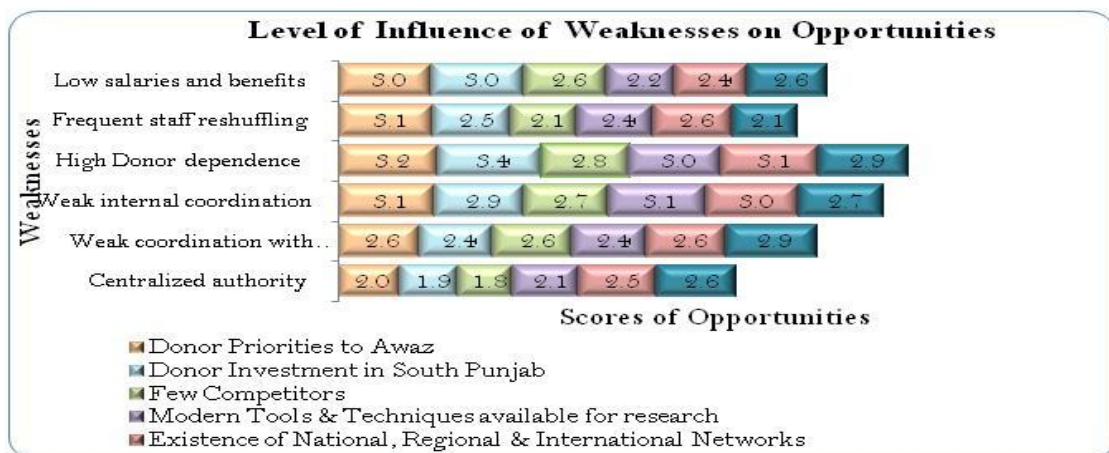 Level of Influence of Weaknesses on Opportunities
Weaknesses
Low salaries and benefits 3.0 3.0 2.6 2.2 2.4 2.6
Frequent staff reshuffling 3.1 2.5 2.1 2.4 2.6 2.1
High Donor dependence 3.2 3.4 2.8 3.0 3.1 2.9
Weak internal coordination 3.1 2.9 2.7 3.1 3.0 2.7
Weak coordination with.. 2.6 2.4 2.6 2.4 2.6 2.9
Centralized authority 2.0 1.9 1.8 2.1 2.5 2.6
Scores of Opportunities
Donor Priorities to Awaz
Donor Investment in South Punjab
Few Competitors
Modern Tools & Techniques available for research
Existence of National, Regional & International Networks